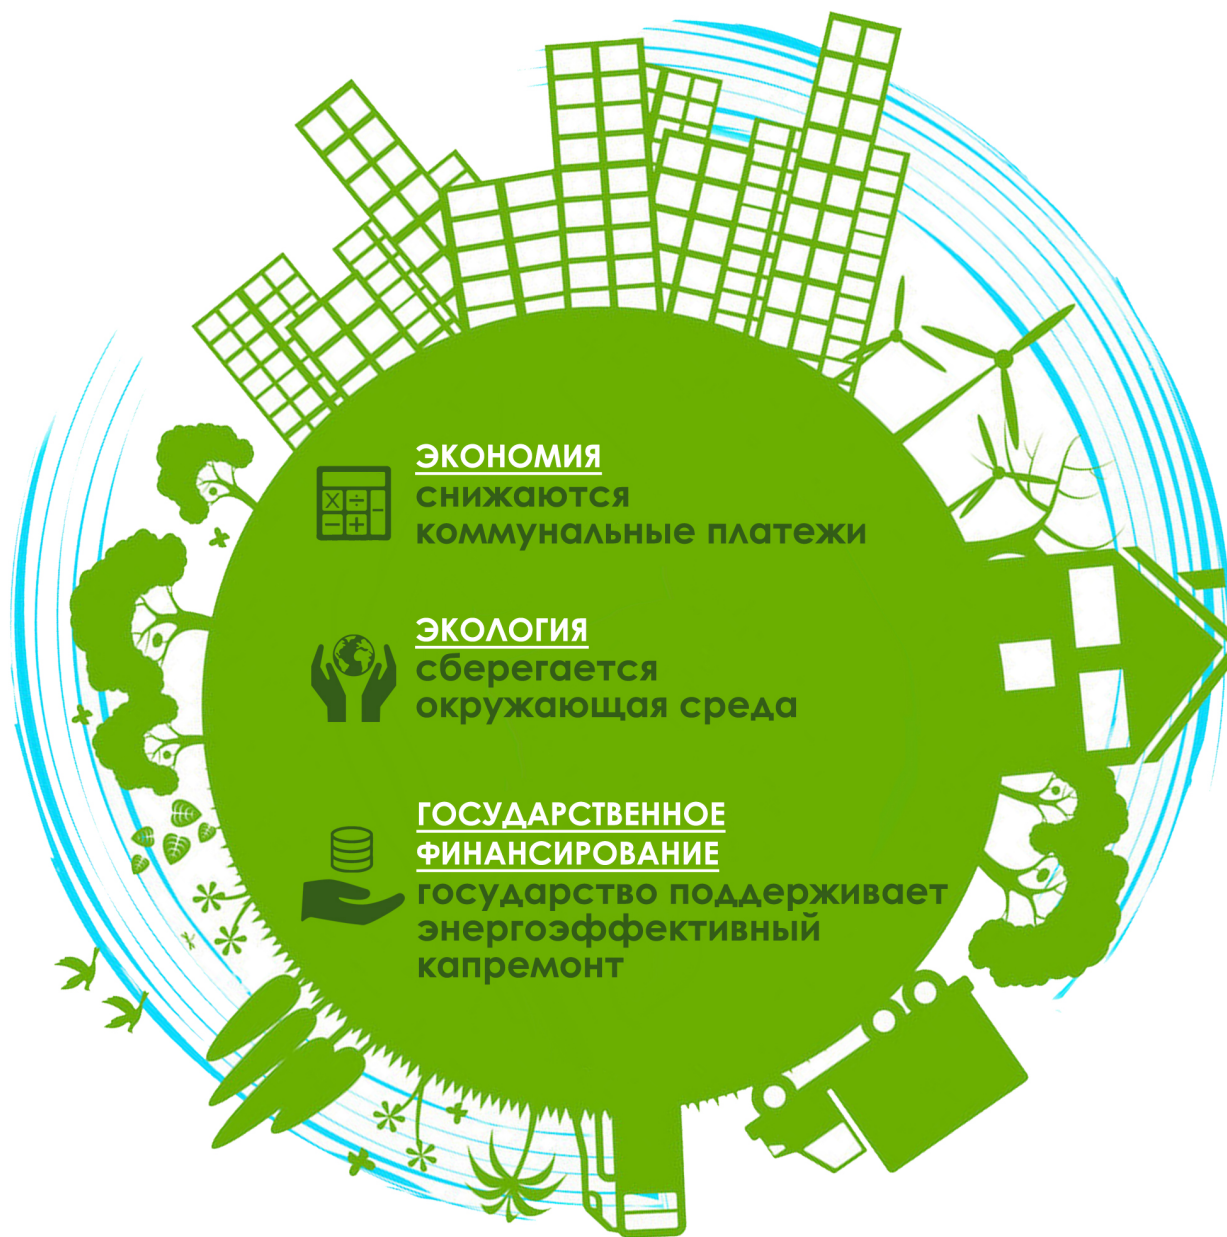 ЭКОНОМИЯ
снижаются
коммунальные платежи
ЭКОЛОГИЯ
сберегается
окружающая среда
ГОСУДАРСТВЕННОЕ
ФИНАНСИРОВАНИЕ
государство поддерживает
энергоэффективный
капремонт